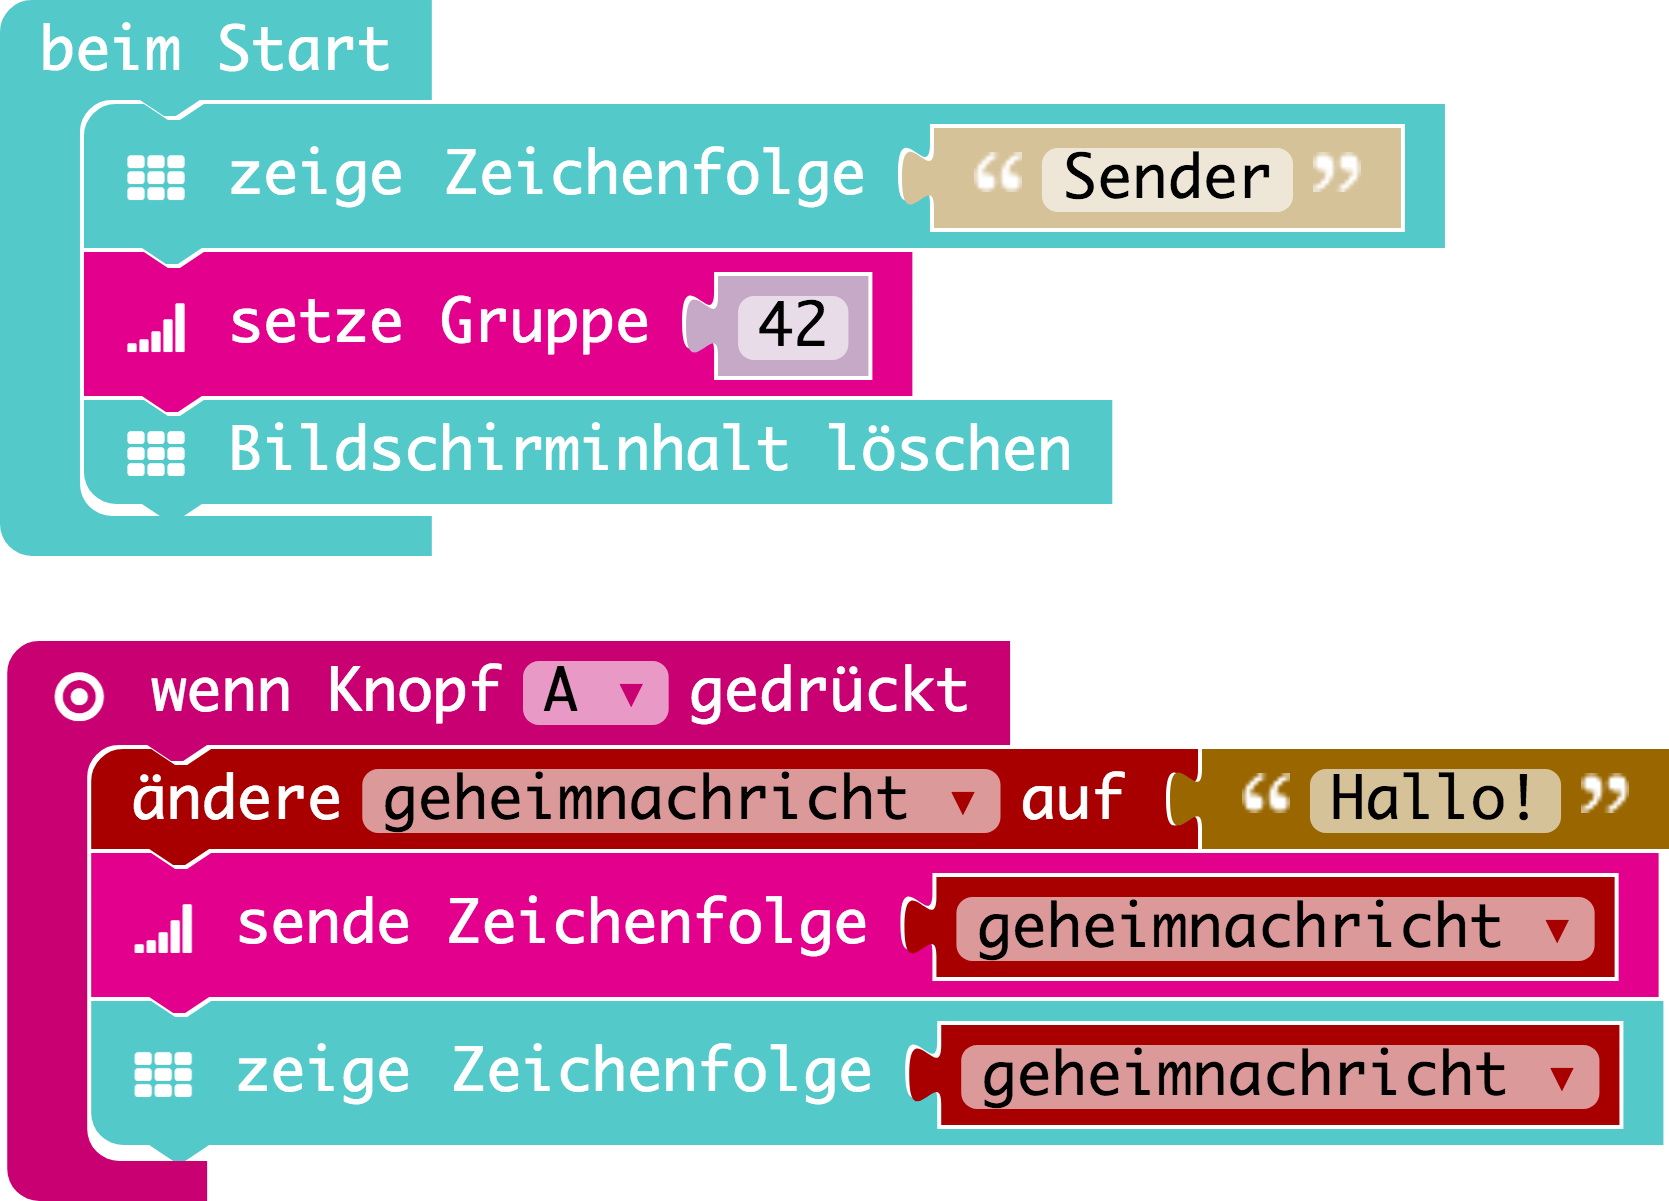 beim Start
zeige Zeichenfolge “ Sender ”
setze Gruppe 42
Bildschirminhalt löschen
wenn Knopf A ▾ gedrückt
ändere geheimnachricht ▾ auf “ Hallo! ”
sende Zeichenfolge geheimnachricht ▾
zeige Zeichenfolge geheimnachricht ▾